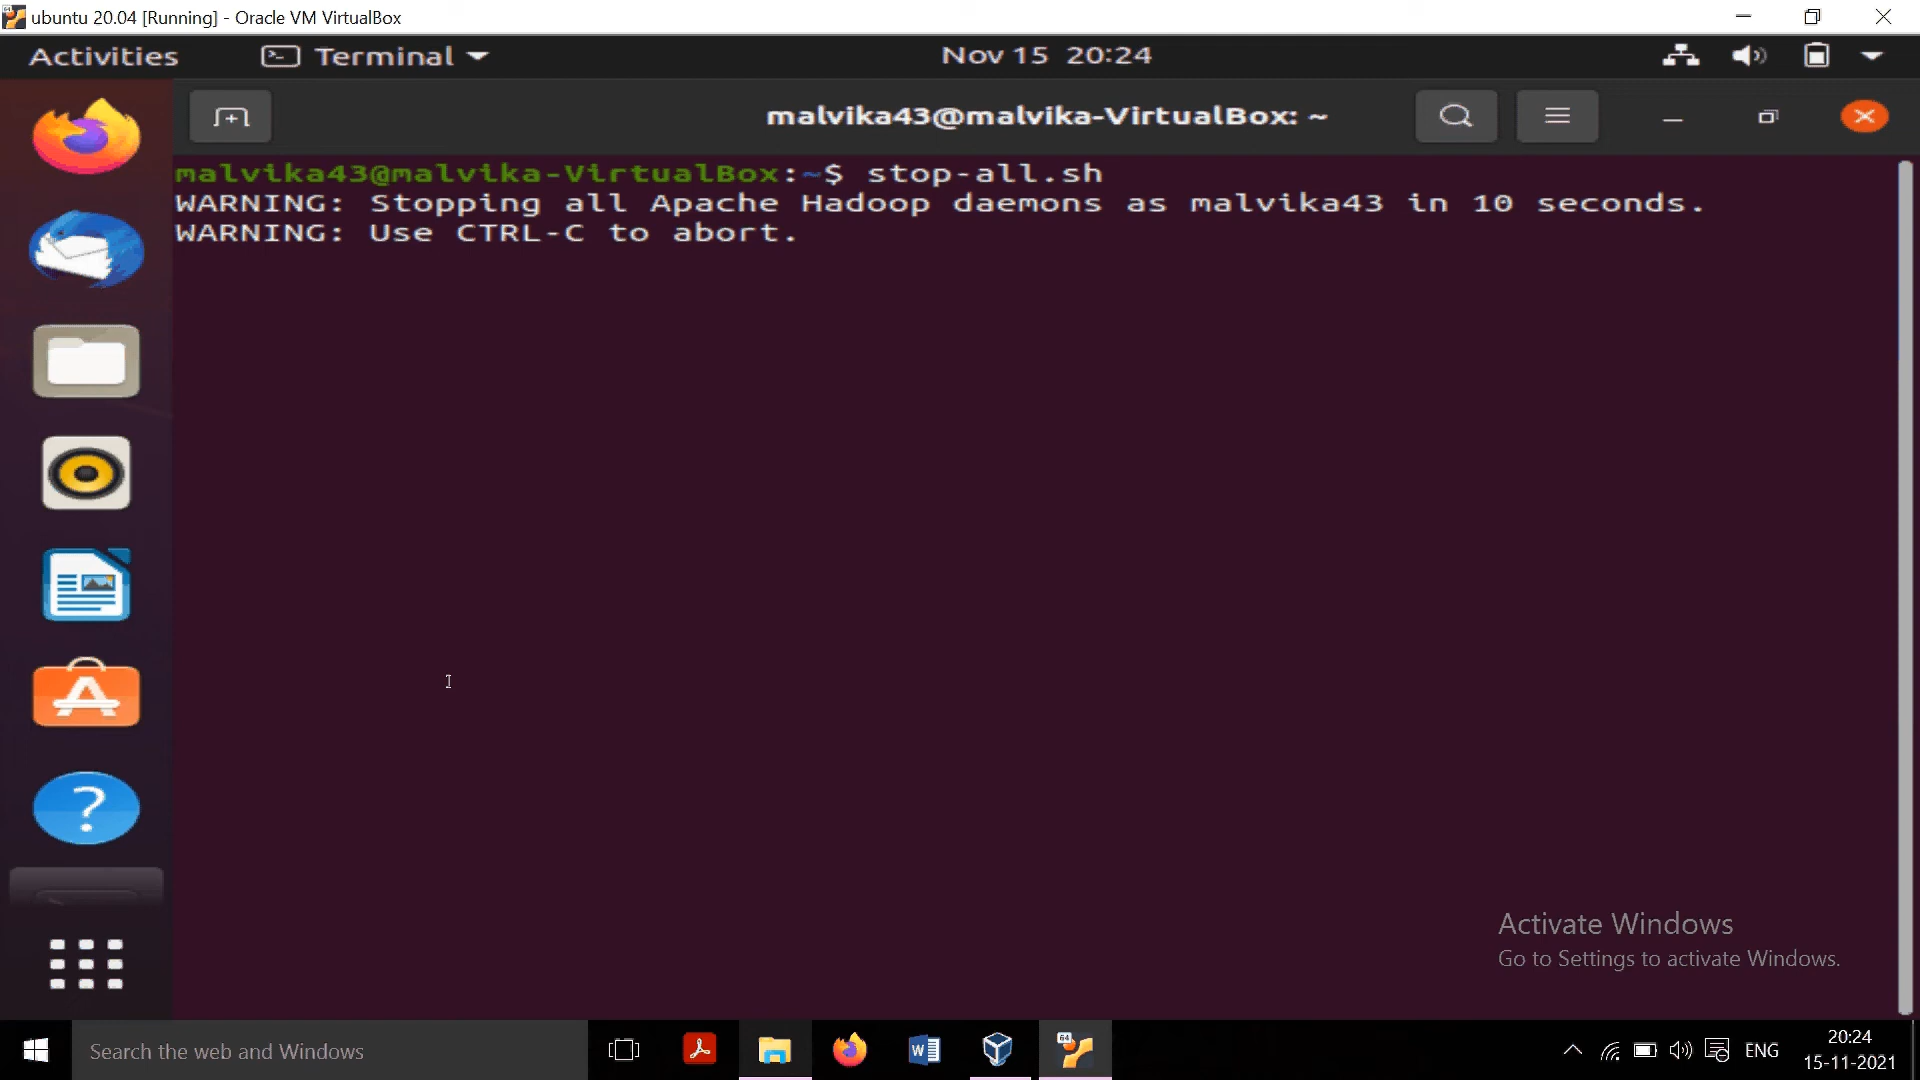 ubuntu 20.04 [Running] - Oracle VM VirtualBox
Activities
Terminal
Nov 15 20:24
malvika43@malvika-VirtualBox: ~
malvika43@malvika-VirtualBox:~$ stop-all.sh
WARNING: Stopping all Apache Hadoop daemons as malvika43 in 10 seconds.
WARNING: Use CTRL-C to abort.
Activate Windows
Go to Settings to activate Windows.
Search the web and Windows
ENG
20:24
15-11-2021